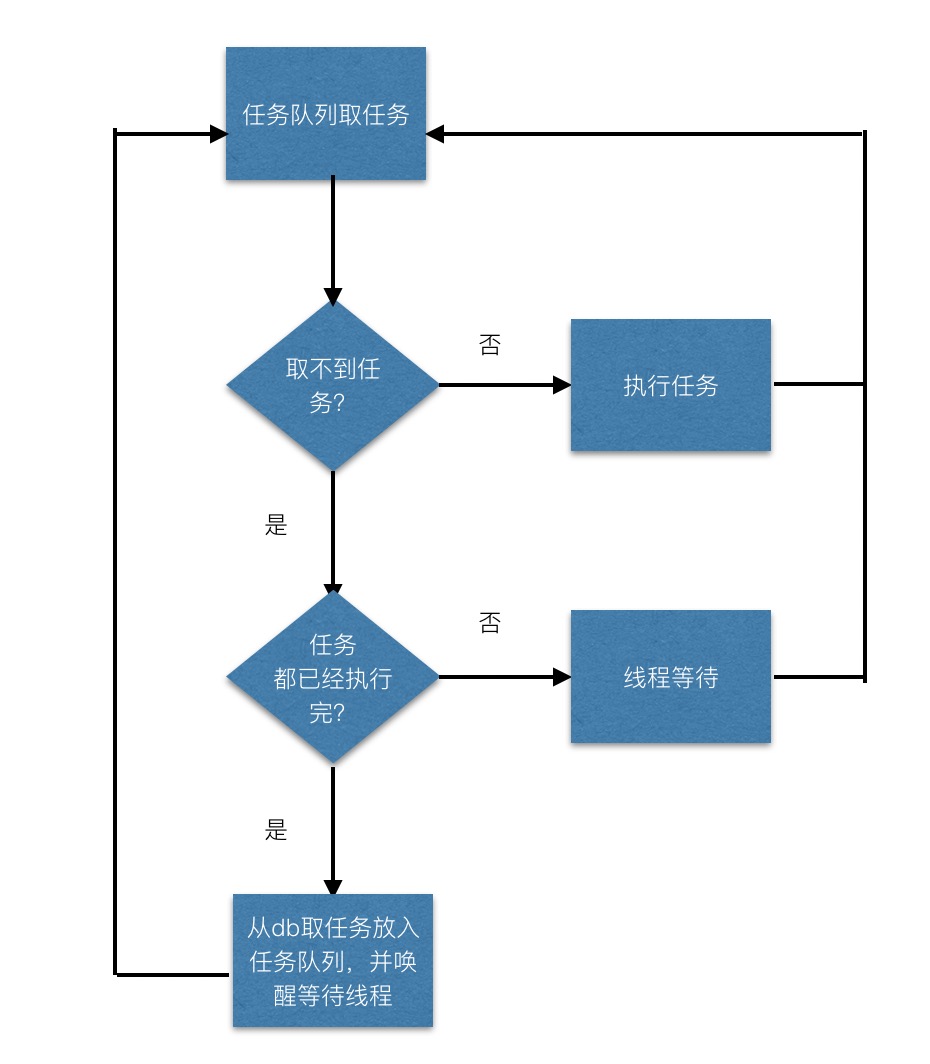 任务队列取任务
取不到任
务?
否
执行任务
是
任务
都已经执行
完?
否
线程等待
是
从db取任务放入
任务队列，并唤
醒等待线程